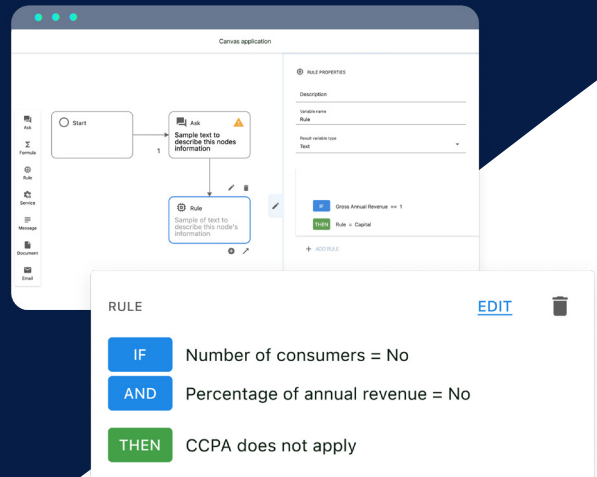 Canvas application
Ask
Formula
Rule
Service
Message
Document
Email
Start
1
Ask
Sample text to
describe this nodes
information
Rule
Sample of text to
describe this node's
information
RULE PROPERTIES
Description
Variable name
Rule
Result variable type
Text
IF Gross Annual Revenue == 1
THEN Rule = Capital
+ ADD RULE
RULE EDIT
IF Number of consumers = No
AND Percentage of annual revenue = No
THEN CCPA does not apply